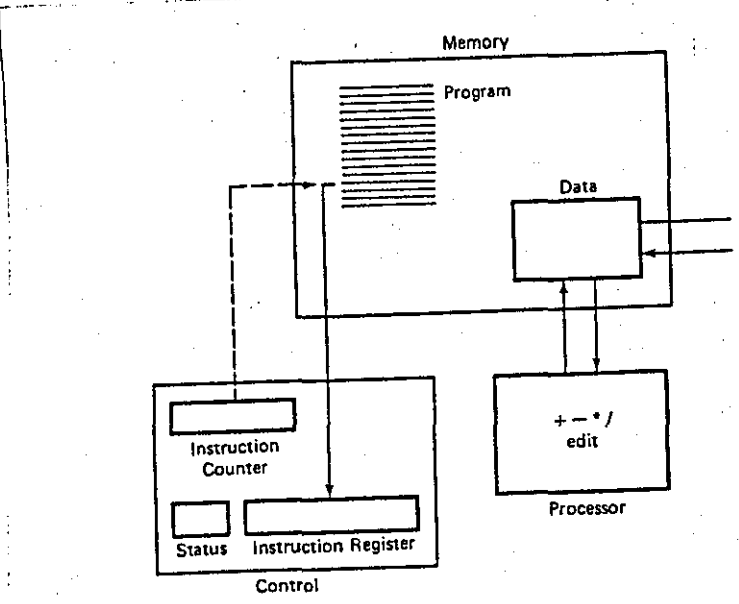 Memory
Program
Data
+ − * /
edit
Instruction
Counter
Processor
Status
Instruction Register
Control